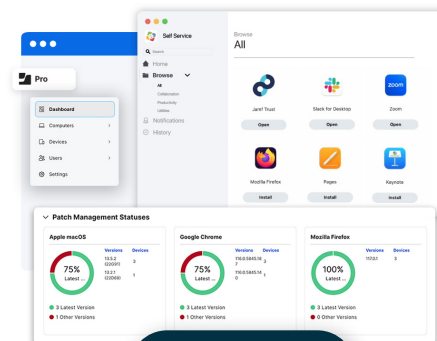 Self Service
Search
Home
Browse
All
Collaboration
Productivity
Utilities
Notifications
History
Browse
All
Jamf Trust
Slack for Desktop
zoom
Zoom
Open
Open
Open
Mozilla Firefox
Pages
Keynote
Install
Install
Install
Pro
Dashboard
Computers
Devices
Users
Settings
Patch Management Statuses
Apple macOS
Versions Devices
75%
Latest ...
3
1
3 Latest Version
1 Other Versions
Google Chrome
Versions Devices
75%
Latest ...
3 Latest Version
1 Other Versions
Mozilla Firefox
Versions Devices
100%
Latest ...
3
3 Latest Version
0 Other Versions